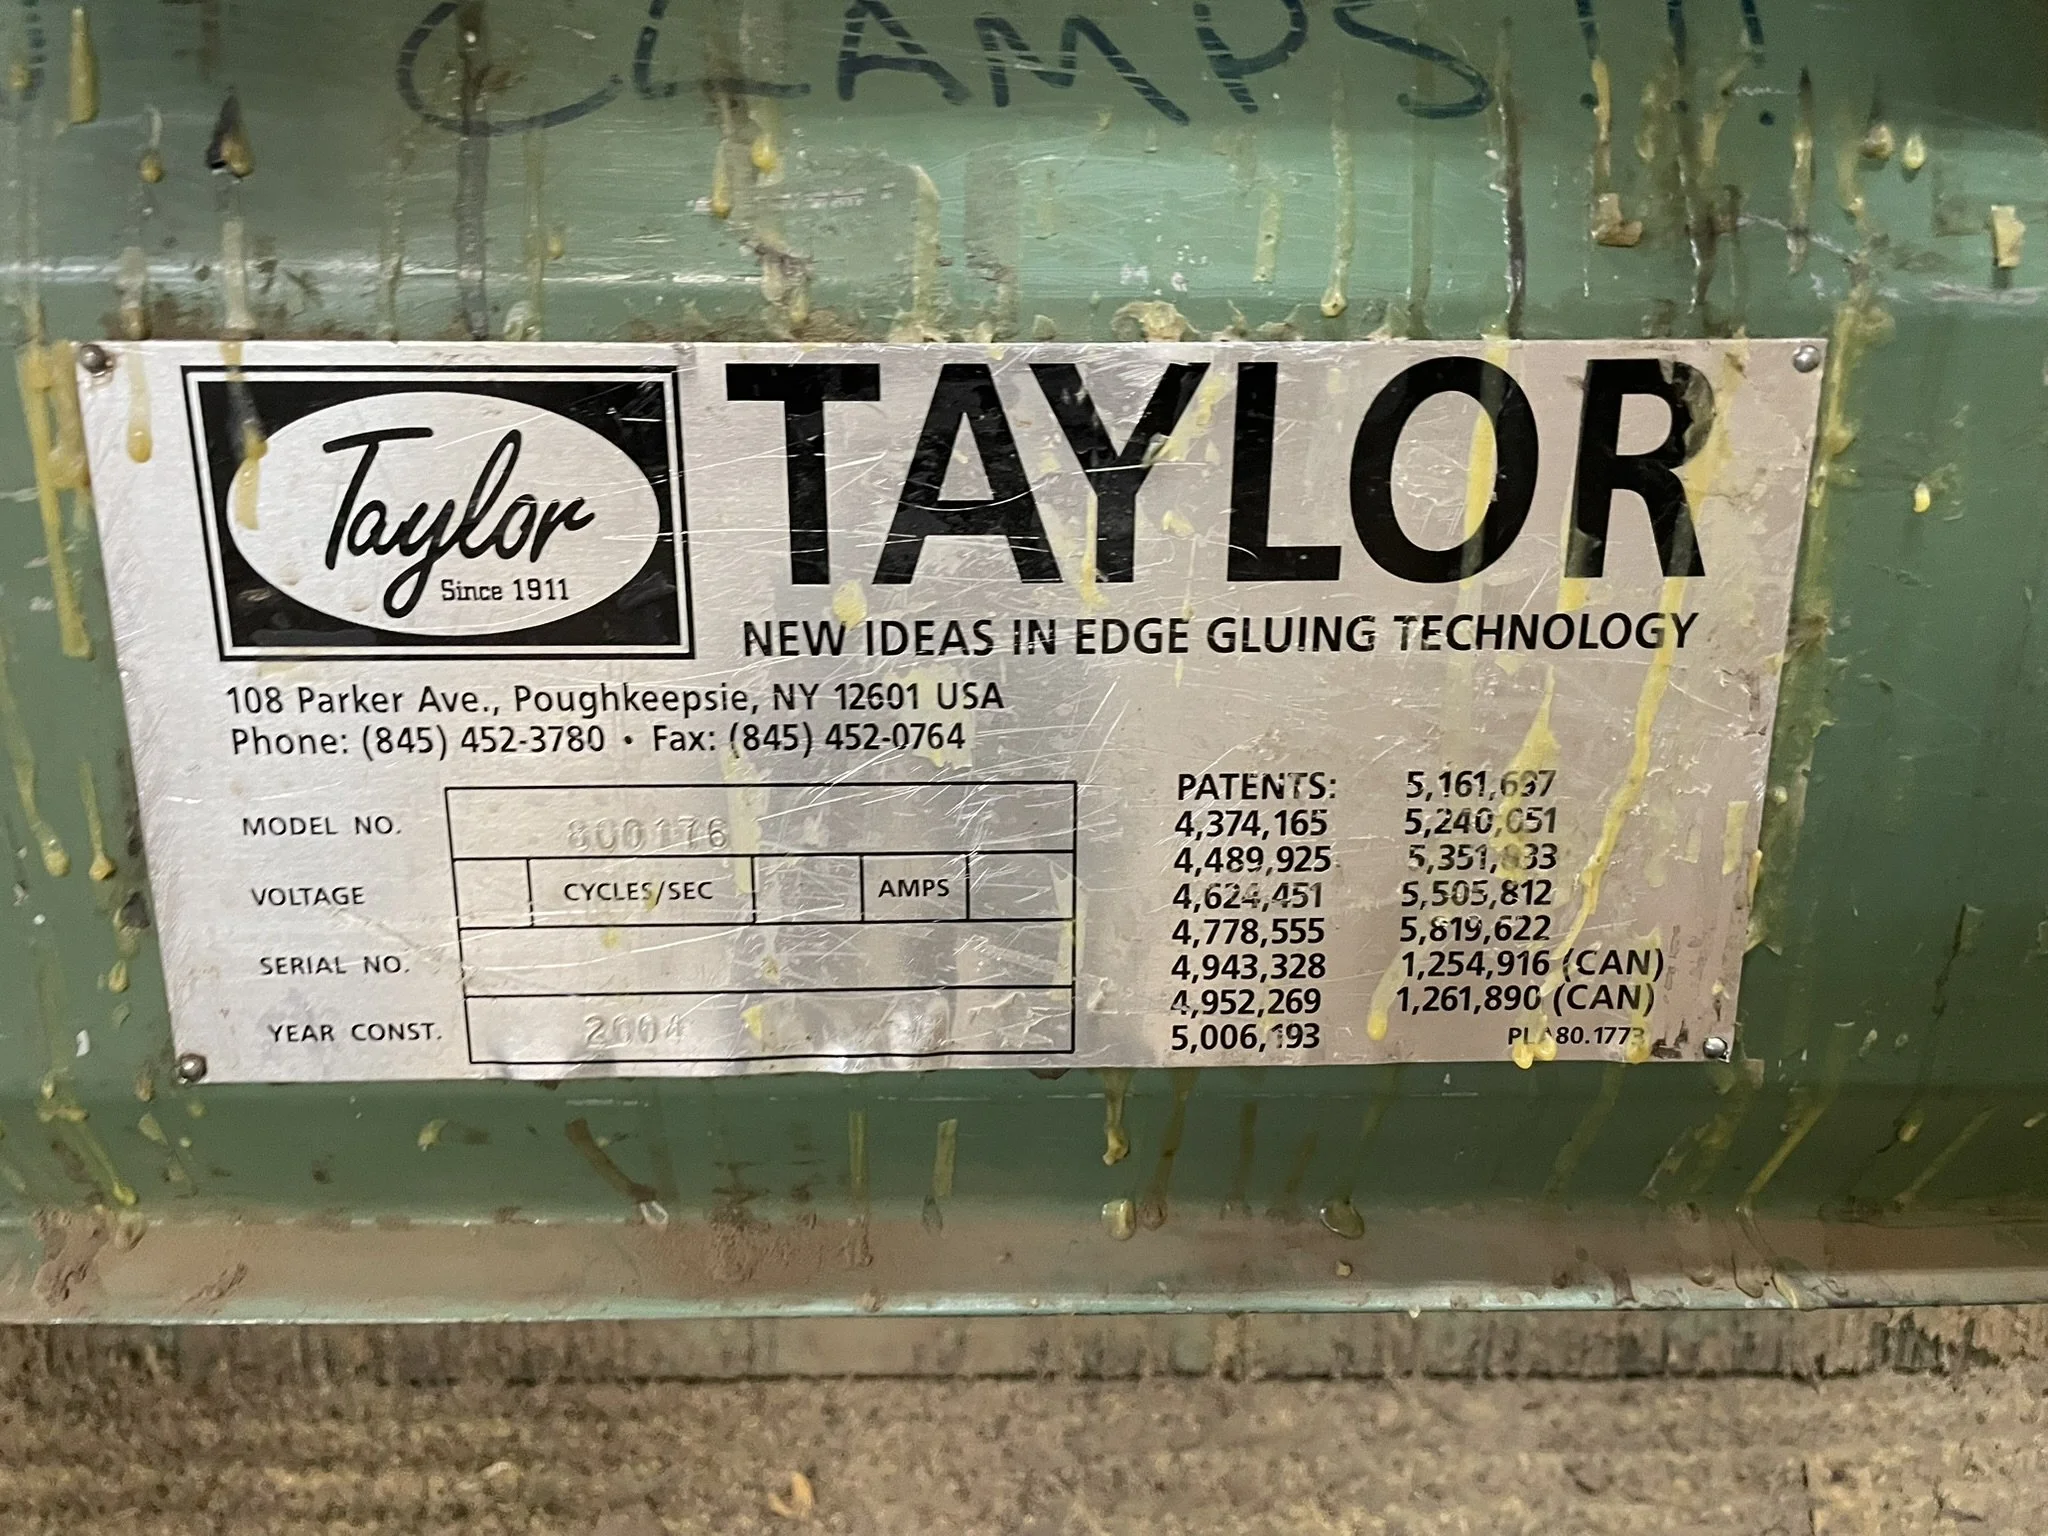 CLAMPS!!!
Taylor
Since 1911
TAYLOR
NEW IDEAS IN EDGE GLUING TECHNOLOGY
108 Parker Ave., Poughkeepsie, NY 12601 USA
Phone: (845) 452-3780 • Fax: (845) 452-0764
MODEL NO. 800176
VOLTAGE CYCLES/SEC AMPS
SERIAL NO.
YEAR CONST. 2004
PATENTS: 5,161,697
4,374,165 5,240,051
4,489,925 5,351,833
4,624,451 5,505,812
4,778,555 5,819,622
4,943,328 1,254,916 (CAN)
4,952,269 1,261,890 (CAN)
5,006,193